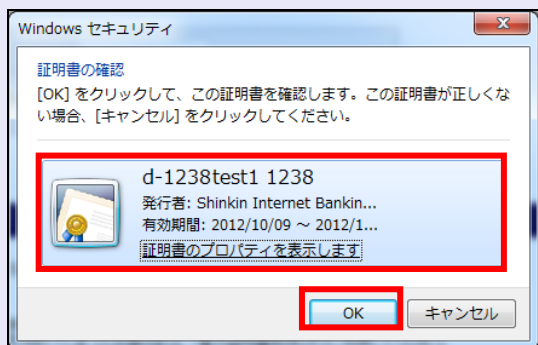 Windows セキュリティ
証明書の確認
[OK] をクリックして、この証明書を確認します。この証明書が正しくな
い場合、[キャンセル] をクリックしてください。
d-1238test1 1238
発行者: Shinkin Internet Bankin...
有効期間: 2012/10/09 ～ 2012/1...
証明書のプロパティを表示します
OK
キャンセル